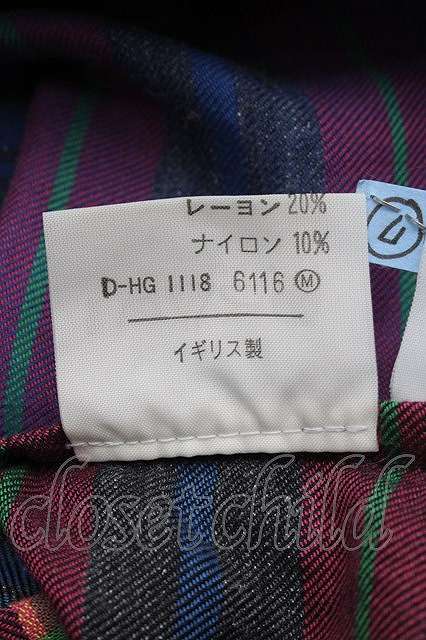 レーヨン 20%
ナイロン 10%
D-HG 1118 6116 Ⓜ
イギリス製
closet child